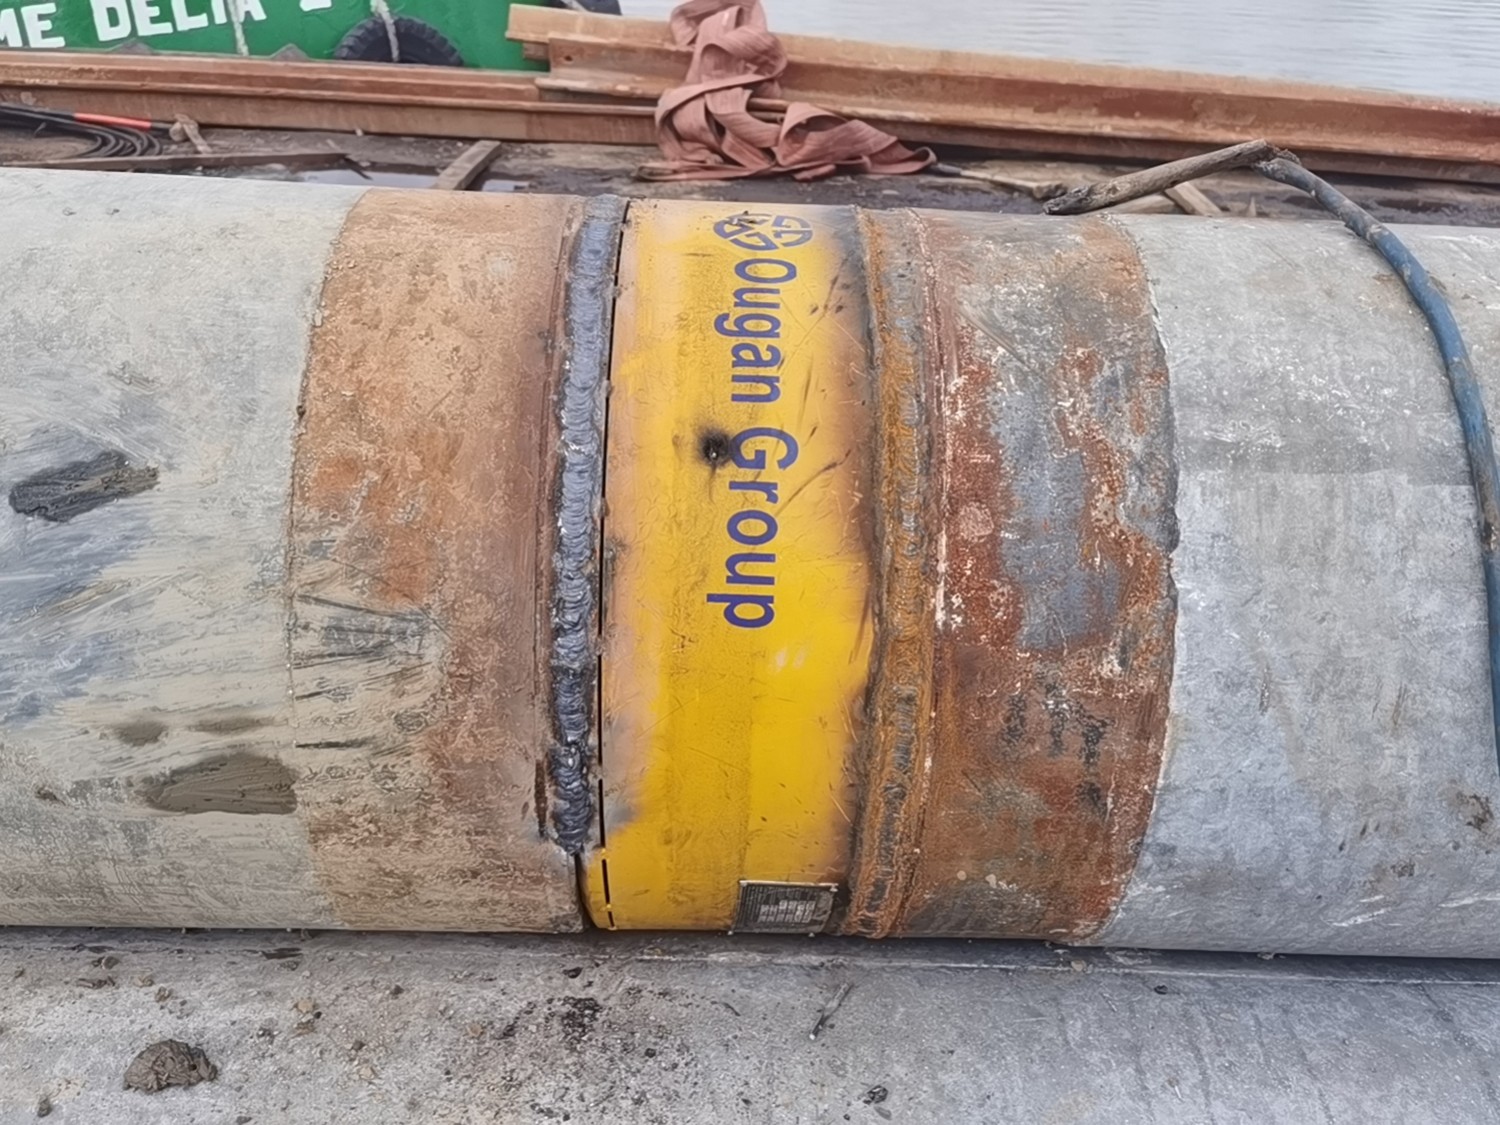 ME DELTA
Ougan Group